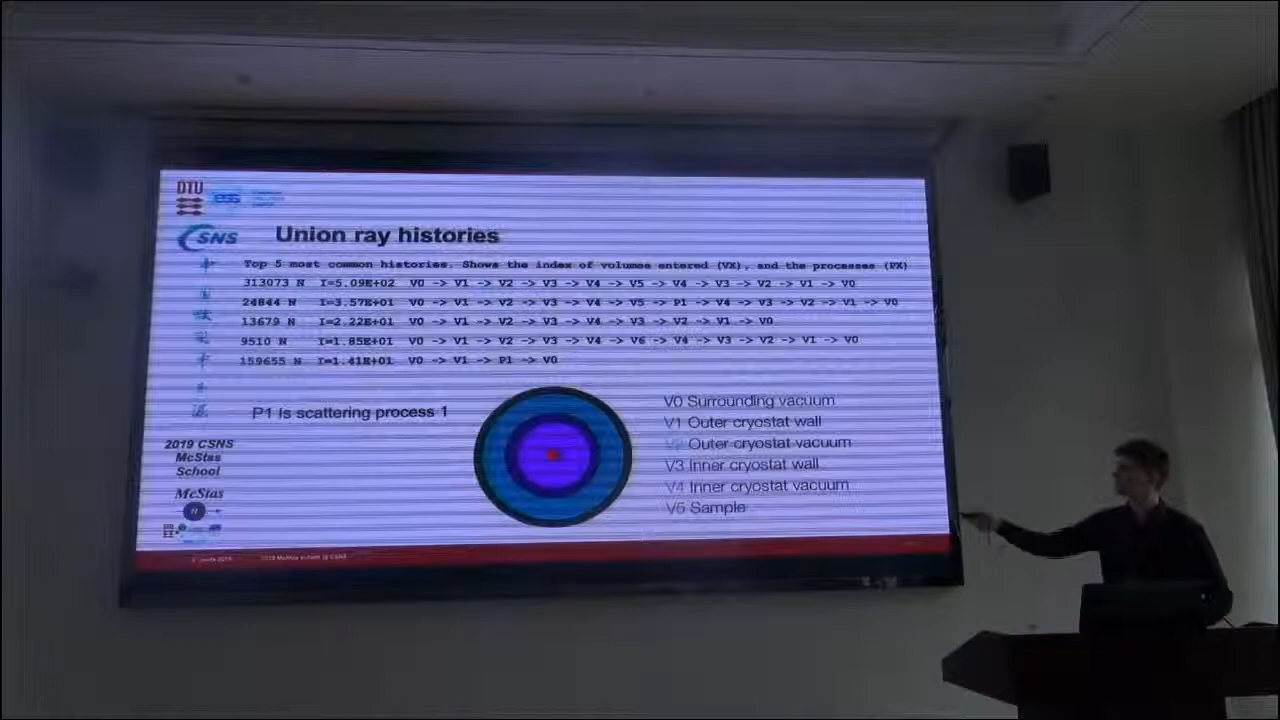 DTU
ess
CSNS
Union ray histories
Top 5 most common histories. Shows the index of volumes entered (VX), and the processes (PX)
313073 N I=5.09E+02 V0 -> V1 -> V2 -> V3 -> V4 -> V5 -> V4 -> V3 -> V2 -> V1 -> V0
24844 N I=3.57E+01 V0 -> V1 -> V2 -> V3 -> V4 -> V5 -> P1 -> V4 -> V3 -> V2 -> V1 -> V0
13679 N I=2.22E+01 V0 -> V1 -> V2 -> V3 -> V4 -> V3 -> V2 -> V1 -> V0
9510 N I=1.85E+01 V0 -> V1 -> V2 -> V3 -> V4 -> V6 -> V4 -> V3 -> V2 -> V1 -> V0
159655 N I=1.41E+01 V0 -> V1 -> P1 -> V0
P1 is scattering process 1
V0 Surrounding vacuum
V1 Outer cryostat wall
V2 Outer cryostat vacuum
V3 Inner cryostat wall
V4 Inner cryostat vacuum
V5 Sample
2019 CSNS
McStas
School
McStas
2019 McStas School @ CSNS